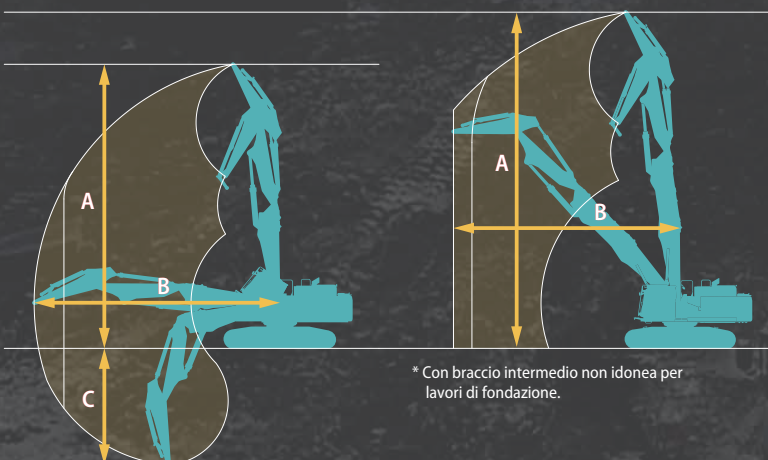 A
B
C
A
B
* Con braccio intermedio non idonea per
lavori di fondazione.